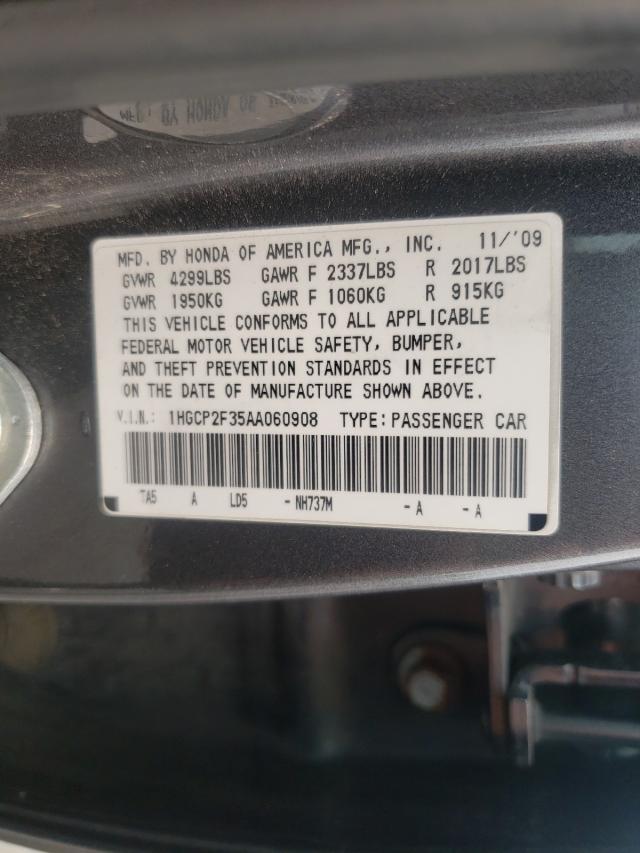 MFD. BY HONDA OF AMERICA MFG., INC. 11/'09
GVWR 4299LBS GAWR F 2337LBS R 2017LBS
GVWR 1950KG GAWR F 1060KG R 915KG
THIS VEHICLE CONFORMS TO ALL APPLICABLE
FEDERAL MOTOR VEHICLE SAFETY, BUMPER,
AND THEFT PREVENTION STANDARDS IN EFFECT
ON THE DATE OF MANUFACTURE SHOWN ABOVE.
V.I.N.: 1HGCP2F35AA060908 TYPE: PASSENGER CAR
TA5 A LD5 - NH737M - A - A